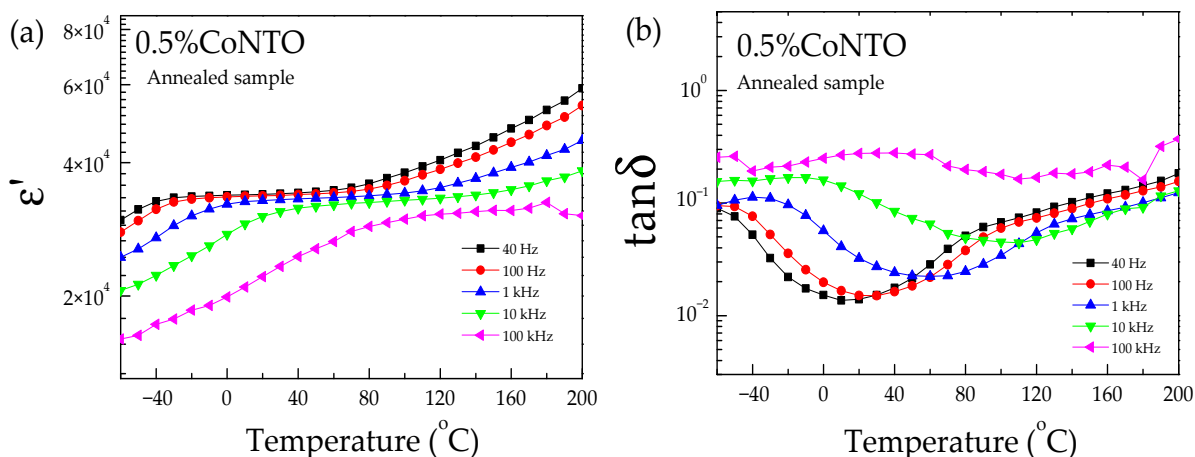 (a)
0.5%CoNTO
Annealed sample
8×10⁴
6×10⁴
4×10⁴
2×10⁴
ε'
40 Hz
100 Hz
1 kHz
10 kHz
100 kHz
−40 0 40 80 120 160 200
Temperature (°C)
(b)
0.5%CoNTO
Annealed sample
10⁰
10⁻¹
10⁻²
tanδ
40 Hz
100 Hz
1 kHz
10 kHz
100 kHz
−40 0 40 80 120 160 200
Temperature (°C)